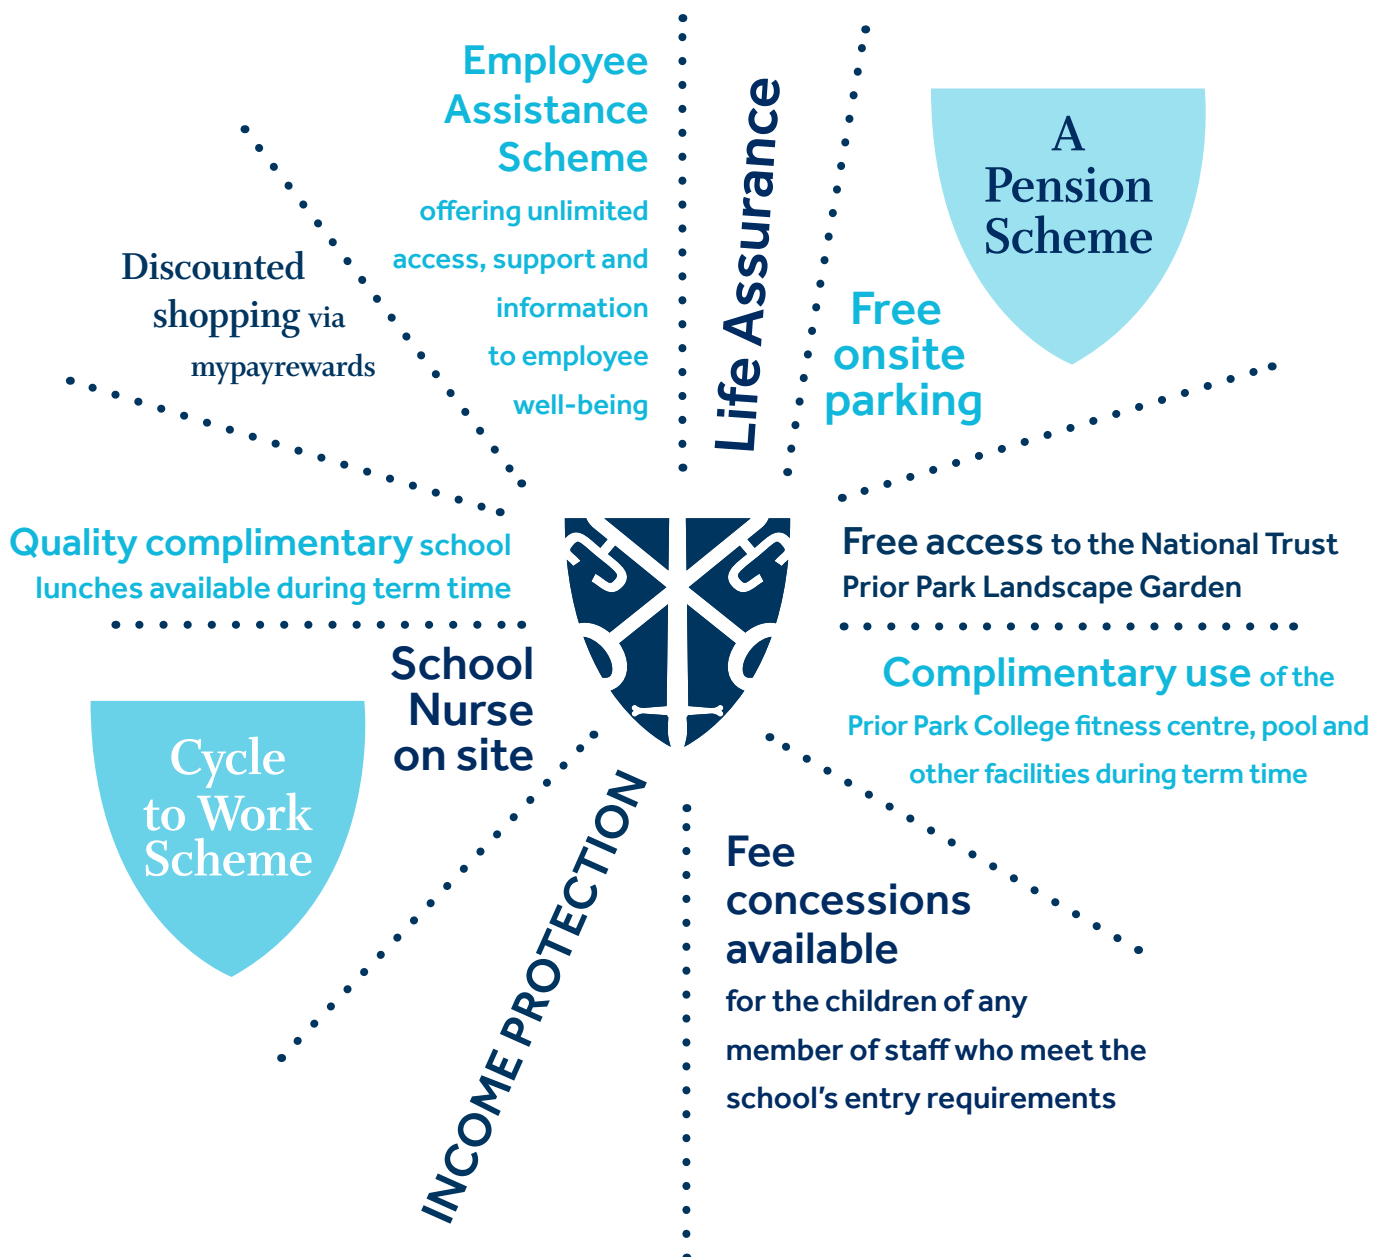 Employee
Assistance
Scheme
offering unlimited
access, support and
information
to employee
well-being
Life Assurance
A
Pension
Scheme
Free
onsite
parking
Discounted
shopping via
mypayrewards
Quality complimentary school
lunches available during term time
Free access to the National Trust
Prior Park Landscape Garden
School
Nurse
on site
Complimentary use of the
Prior Park College fitness centre, pool and
other facilities during term time
Cycle
to Work
Scheme
INCOME PROTECTION
Fee
concessions
available
for the children of any
member of staff who meet the
school’s entry requirements